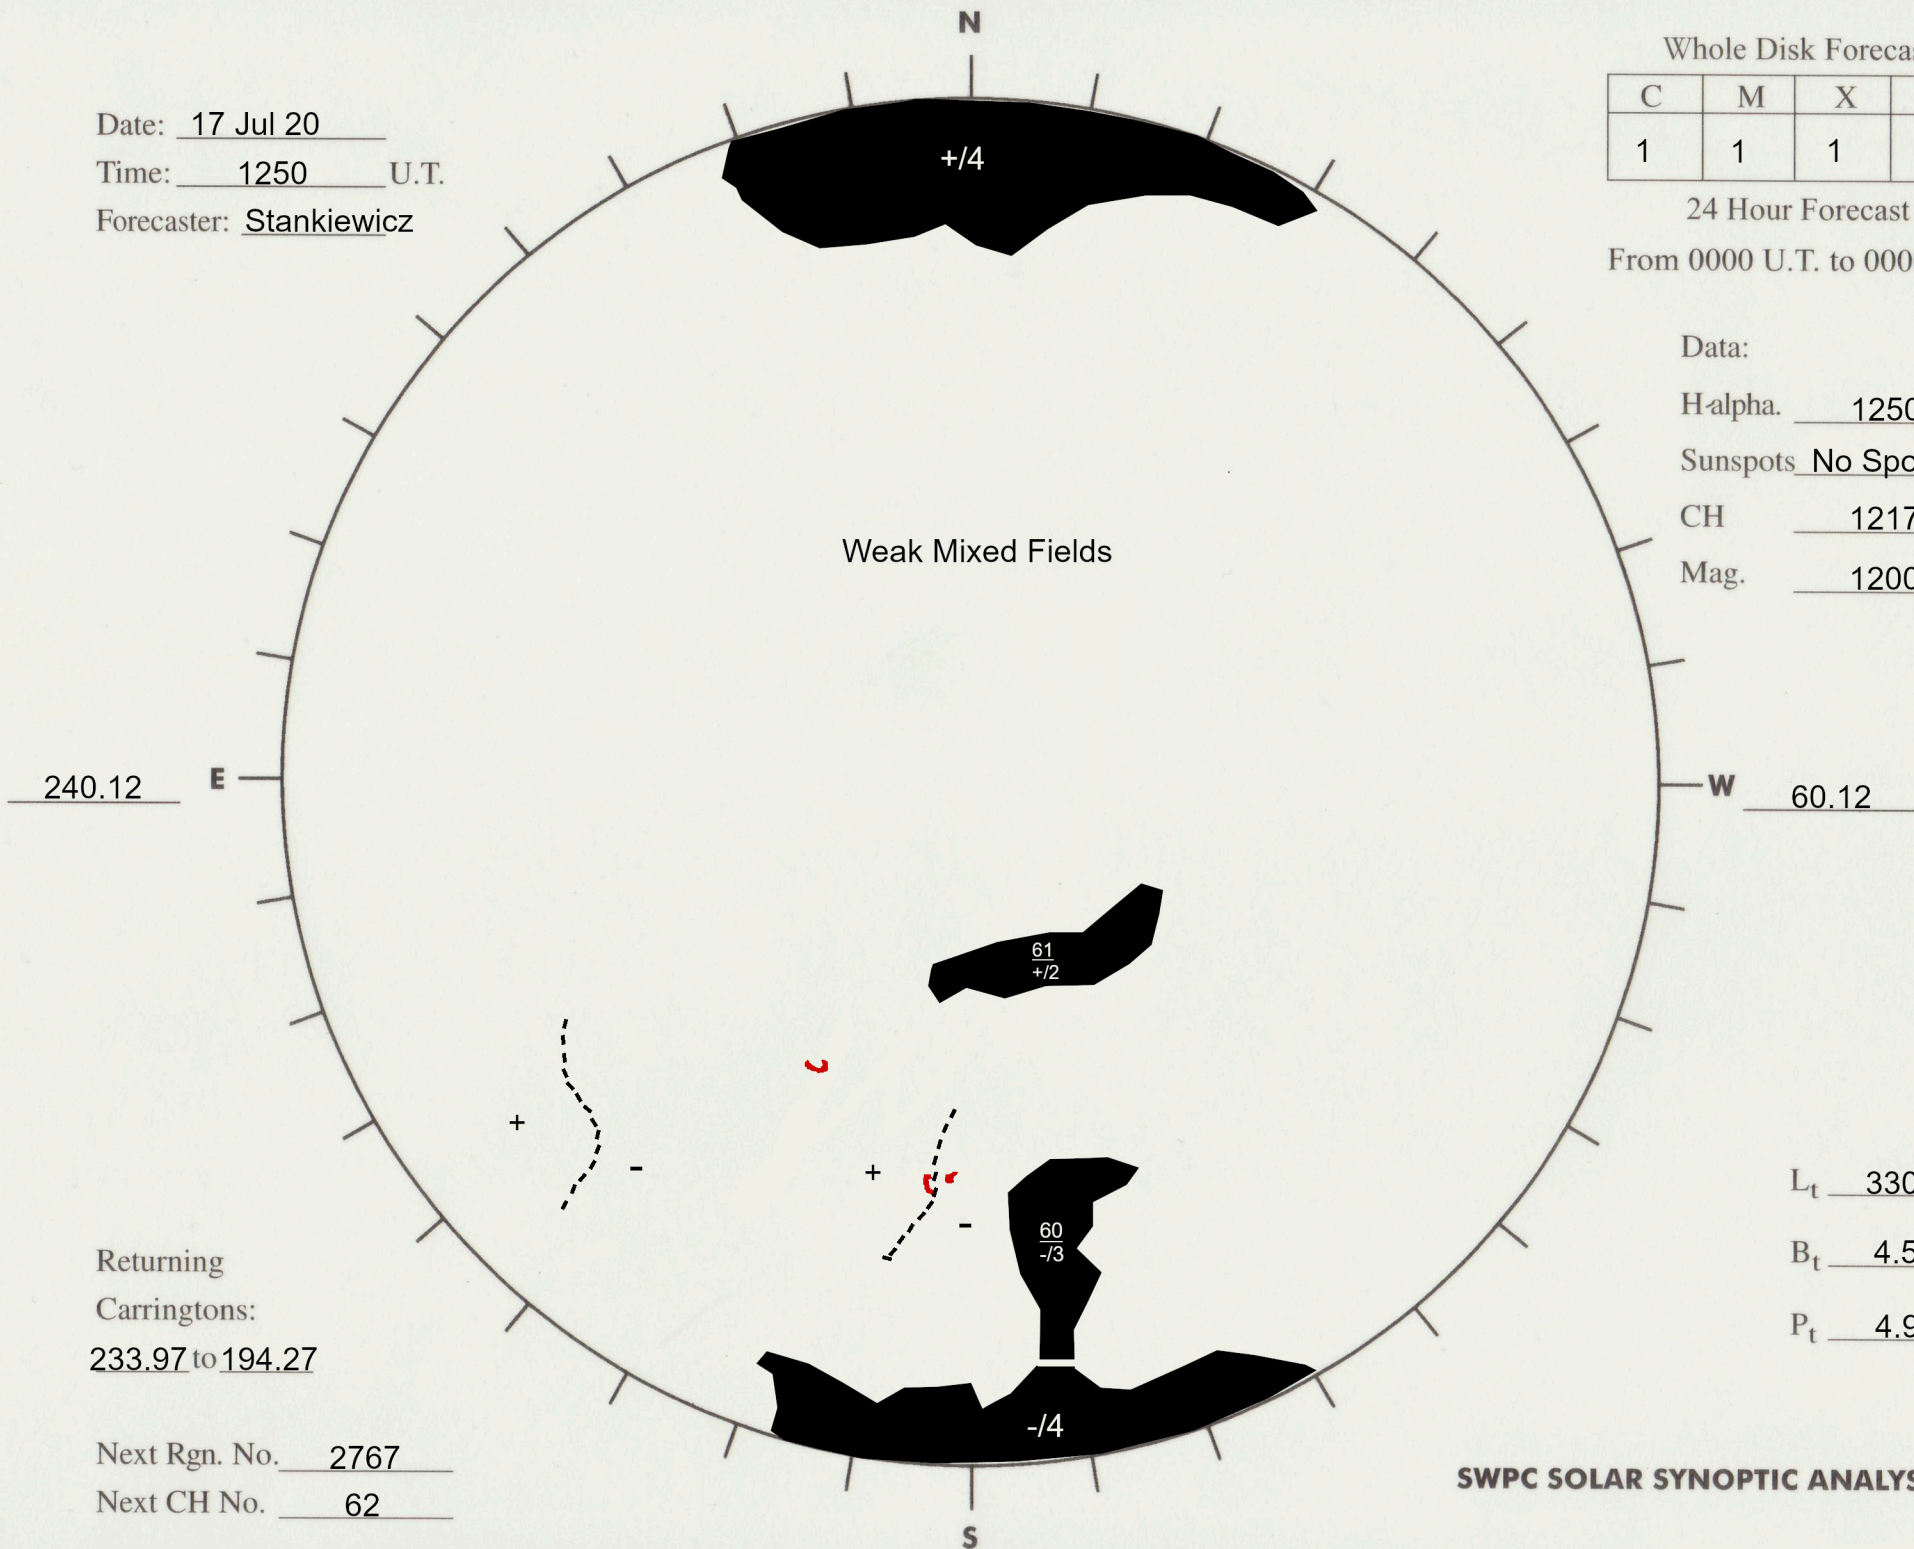 N
Whole Disk Foreca
C M X
1 1 1
24 Hour Forecast
From 0000 U.T. to 000
Date: 17 Jul 20
Time: 1250 U.T.
Forecaster: Stankiewicz
+/4
Data:
H-alpha. 1250
Sunspots No Spo
CH 1217
Mag. 1200
Weak Mixed Fields
240.12 E
W 60.12
61
+/2
+
-
+
-
60
-/3
Lt 330
Bt 4.5
Pt 4.9
Returning
Carringtons:
233.97 to 194.27
-/4
Next Rgn. No. 2767
Next CH No. 62
SWPC SOLAR SYNOPTIC ANALYS
S